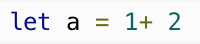 let a = 1+ 2